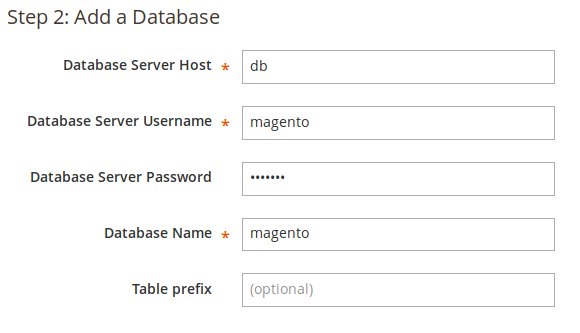 Step 2: Add a Database
Database Server Host * db
Database Server Username * magento
Database Server Password •••••••
Database Name * magento
Table prefix (optional)